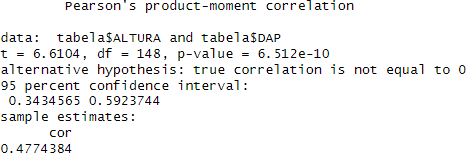 Pearson's product-moment correlation
data:  tabela$ALTURA and tabela$DAP
t = 6.6104, df = 148, p-value = 6.512e-10
alternative hypothesis: true correlation is not equal to 0
95 percent confidence interval:
0.3434565 0.5923744
sample estimates:
cor
0.4774384